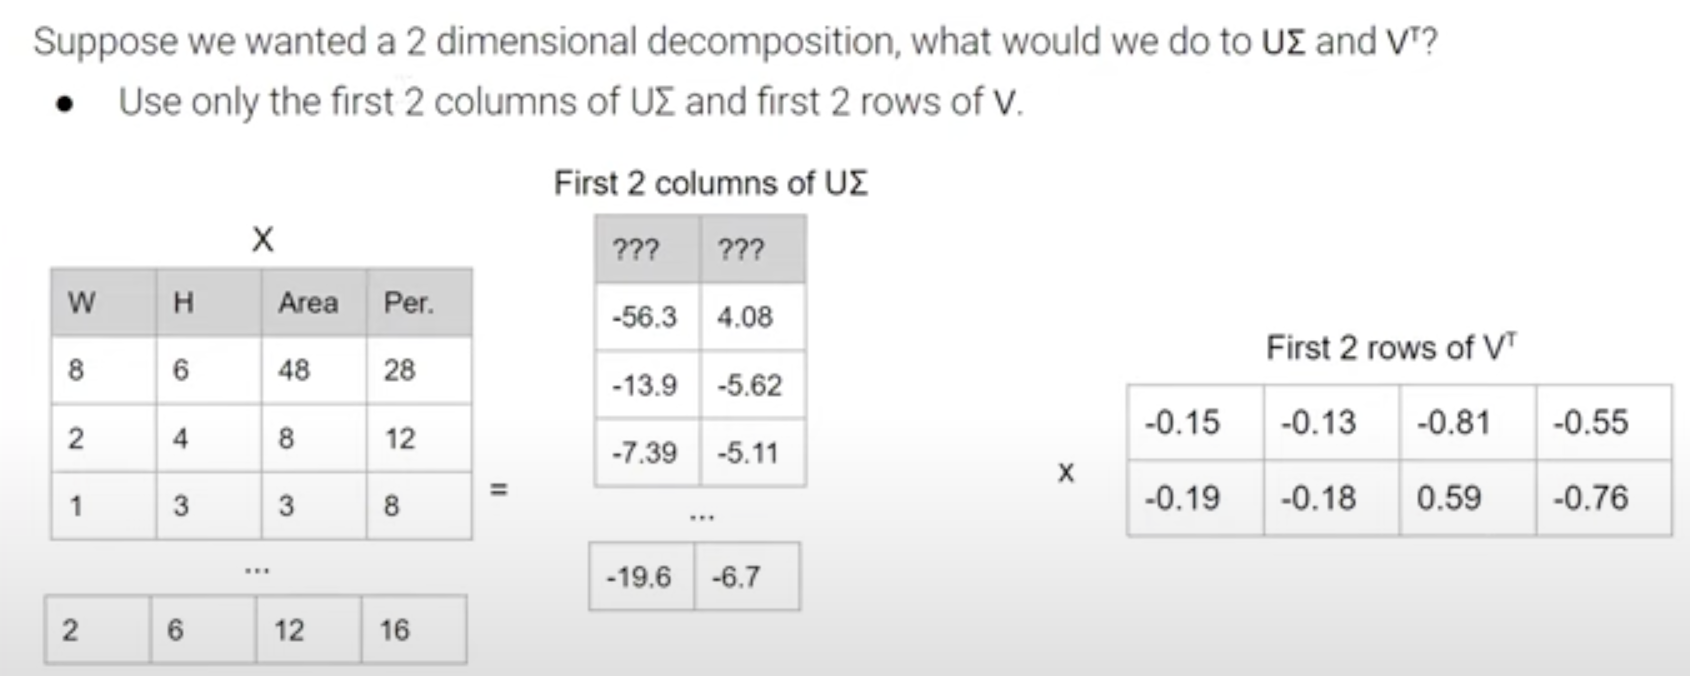 Suppose we wanted a 2 dimensional decomposition, what would we do to UΣ and Vᵀ?
● Use only the first 2 columns of UΣ and first 2 rows of V.
First 2 columns of UΣ
X
W H Area Per.
8 6 48 28
2 4 8 12
1 3 3 8
...
2 6 12 16
=
??? ???
-56.3 4.08
-13.9 -5.62
-7.39 -5.11
...
-19.6 -6.7
x
First 2 rows of Vᵀ
-0.15 -0.13 -0.81 -0.55
-0.19 -0.18 0.59 -0.76